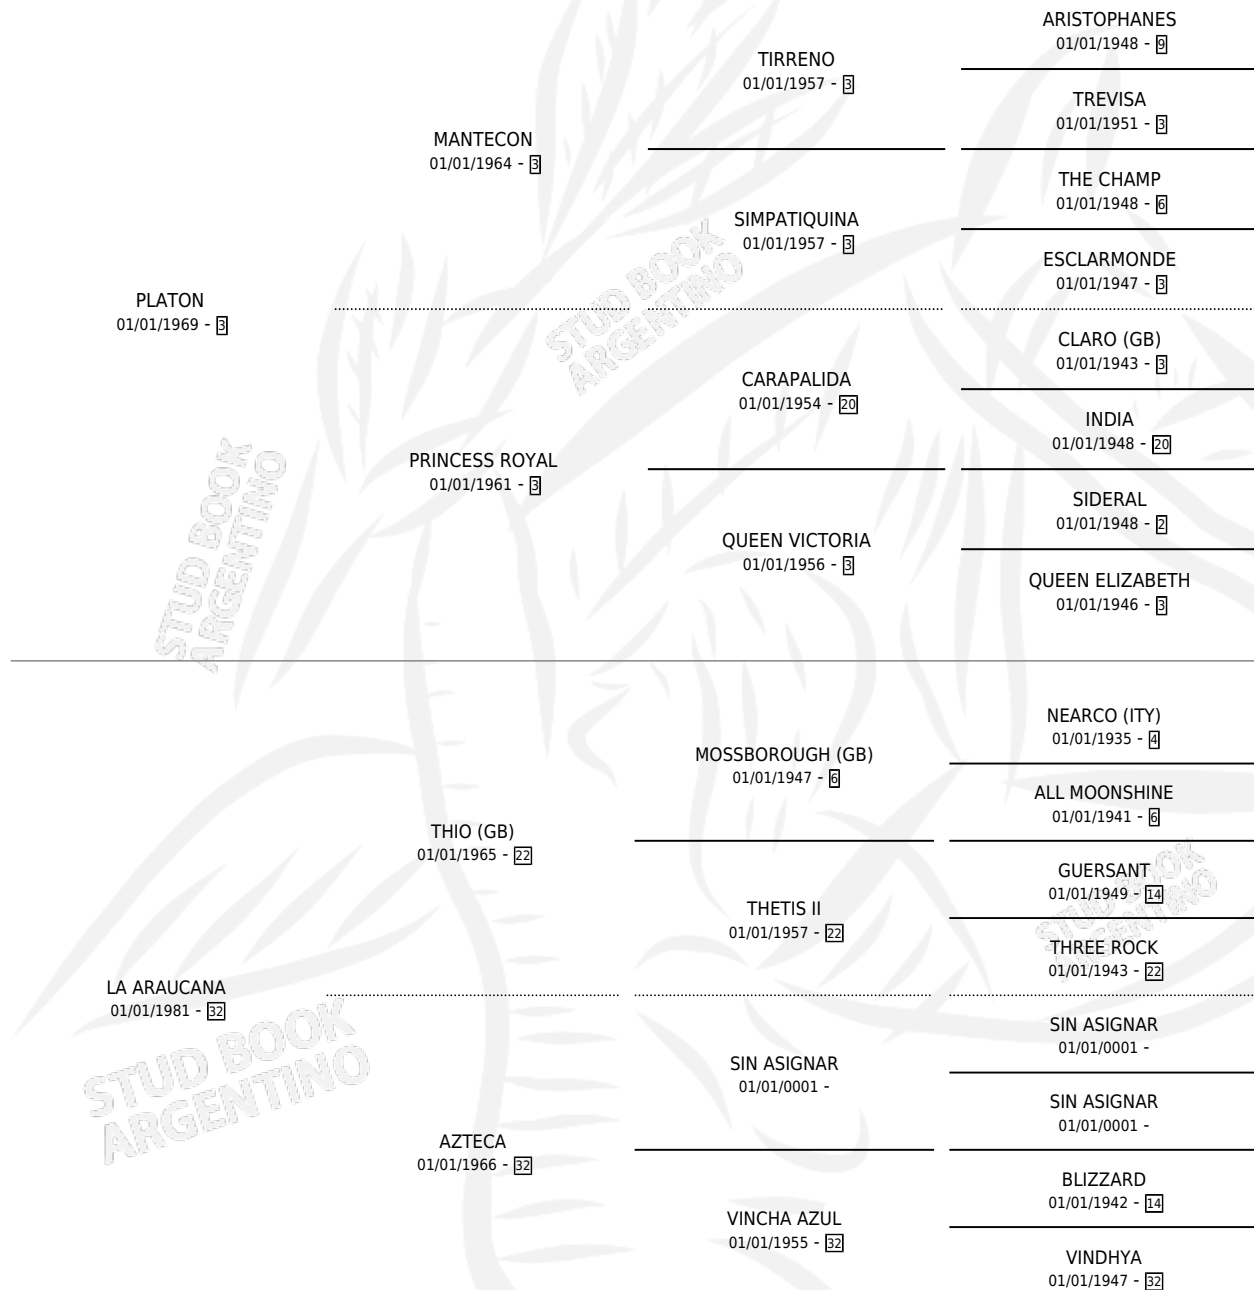 ARISTOPHANES
01/01/1948 - 9
TIRRENO
01/01/1957 - 3
TREVISA
01/01/1951 - 3
MANTECON
01/01/1964 - 3
THE CHAMP
01/01/1948 - 6
SIMPATIQUINA
01/01/1957 - 3
ESCLARMONDE
01/01/1947 - 3
PLATON
01/01/1969 - 3
CLARO (GB)
01/01/1943 - 3
CARAPALIDA
01/01/1954 - 20
INDIA
01/01/1948 - 20
PRINCESS ROYAL
01/01/1961 - 3
SIDERAL
01/01/1948 - 2
QUEEN VICTORIA
01/01/1956 - 3
QUEEN ELIZABETH
01/01/1946 - 3
NEARCO (ITY)
01/01/1935 - 4
MOSSBOROUGH (GB)
01/01/1947 - 6
ALL MOONSHINE
01/01/1941 - 6
THIO (GB)
01/01/1965 - 22
GUERSANT
01/01/1949 - 14
THETIS II
01/01/1957 - 22
THREE ROCK
01/01/1943 - 22
LA ARAUCANA
01/01/1981 - 32
SIN ASIGNAR
01/01/0001 -
SIN ASIGNAR
01/01/0001 -
SIN ASIGNAR
01/01/0001 -
AZTECA
01/01/1966 - 32
BLIZZARD
01/01/1942 - 14
VINCHA AZUL
01/01/1955 - 32
VINDHYA
01/01/1947 - 32
STUD BOOK
ARGENTINO
STUD BOOK
ARGENTINO
STUD BOOK
ARGENTINO
STUD BOOK
ARGENTINO